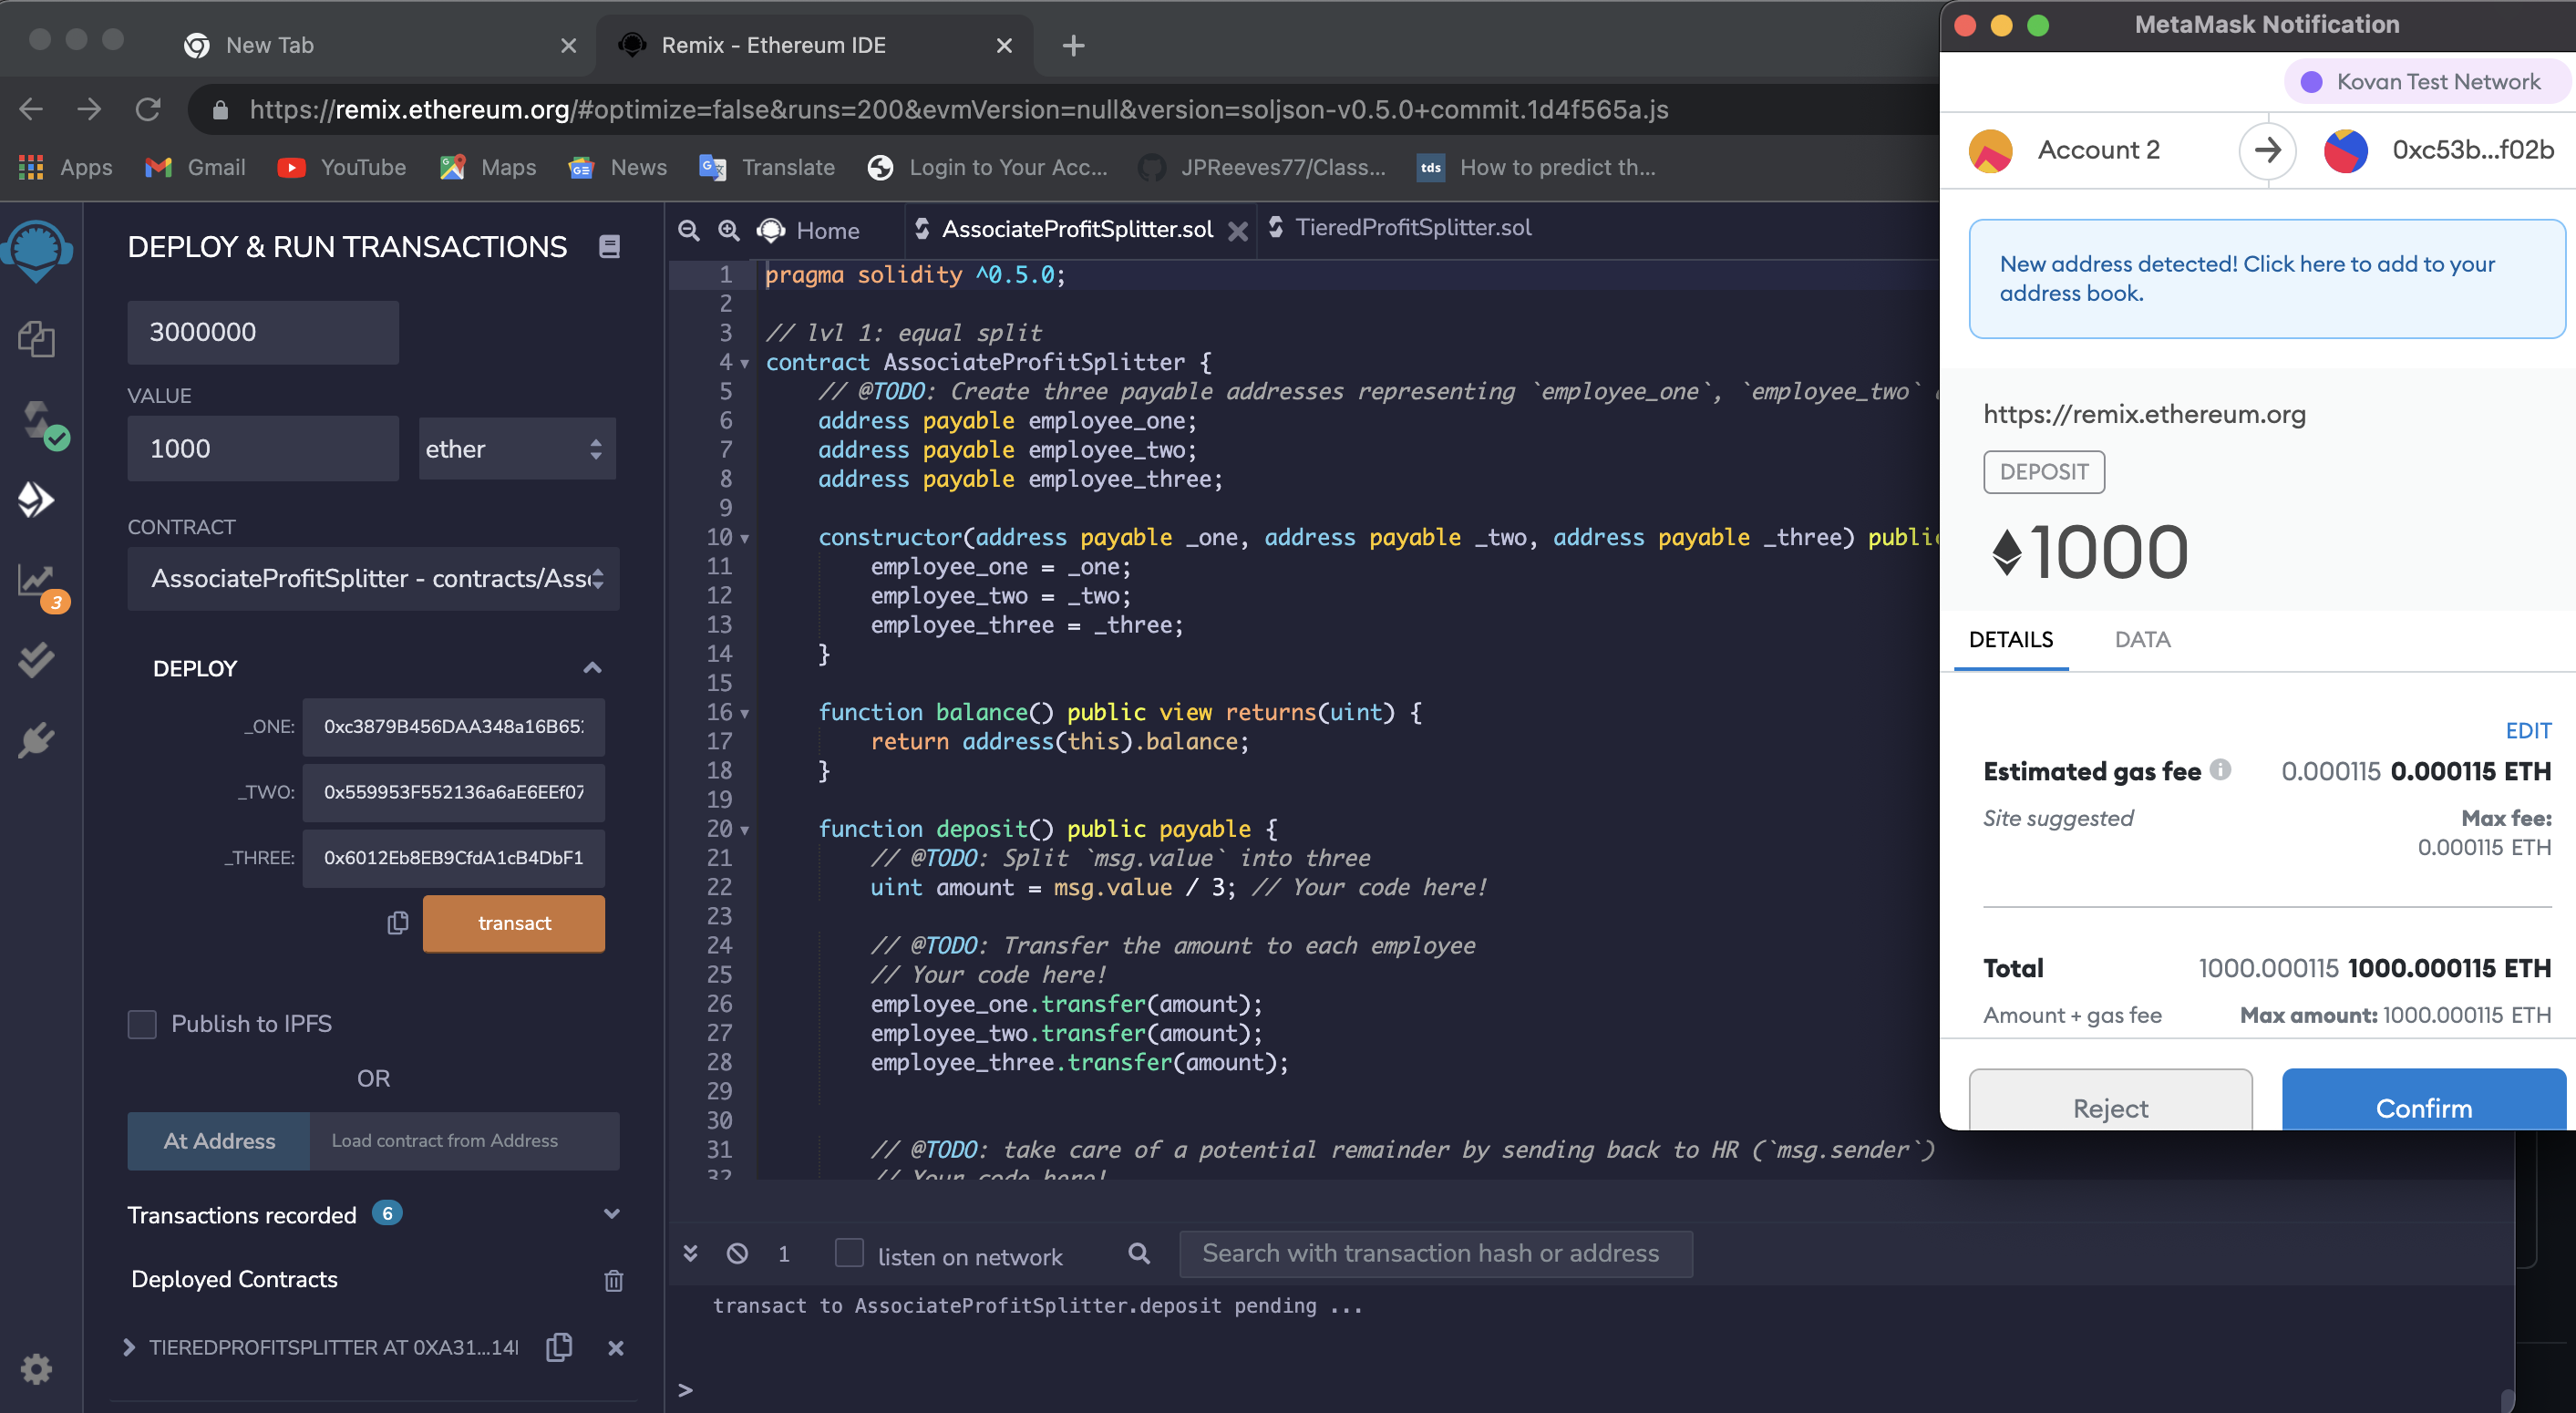 New Tab
Remix - Ethereum IDE
https://remix.ethereum.org/#optimize=false&runs=200&evmVersion=null&version=soljson-v0.5.0+commit.1d4f565a.js
Apps
Gmail
YouTube
Maps
News
Translate
Login to Your Acc...
JPReeves77/Class...
tds
How to predict th...
DEPLOY & RUN TRANSACTIONS
3000000
VALUE
1000
ether
CONTRACT
AssociateProfitSplitter - contracts/Ass
3
DEPLOY
_ONE:
0xc3879B456DAA348a16B65
_TWO:
0x559953F552136a6aE6EEf07
_THREE:
0x6012Eb8EB9CfdA1cB4DbF1
transact
Publish to IPFS
OR
At Address
Load contract from Address
Transactions recorded 6
Deployed Contracts
TIEREDPROFITSPLITTER AT 0XA31...14
Home
AssociateProfitSplitter.sol
TieredProfitSplitter.sol
1 pragma solidity ^0.5.0;
2
3 // lvl 1: equal split
4 contract AssociateProfitSplitter {
5 // @TODO: Create three payable addresses representing `employee_one`, `employee_two`
6 address payable employee_one;
7 address payable employee_two;
8 address payable employee_three;
9
10 constructor(address payable _one, address payable _two, address payable _three) public
11 employee_one = _one;
12 employee_two = _two;
13 employee_three = _three;
14 }
15
16 function balance() public view returns(uint) {
17 return address(this).balance;
18 }
19
20 function deposit() public payable {
21 // @TODO: Split `msg.value` into three
22 uint amount = msg.value / 3; // Your code here!
23
24 // @TODO: Transfer the amount to each employee
25 // Your code here!
26 employee_one.transfer(amount);
27 employee_two.transfer(amount);
28 employee_three.transfer(amount);
29
30
31 // @TODO: take care of a potential remainder by sending back to HR (`msg.sender`)
32 // Your code here!
1
listen on network
Search with transaction hash or address
transact to AssociateProfitSplitter.deposit pending ...
>
MetaMask Notification
Kovan Test Network
Account 2
0xc53b...f02b
New address detected! Click here to add to your
address book.
https://remix.ethereum.org
DEPOSIT
1000
DETAILS
DATA
EDIT
Estimated gas fee
0.000115 0.000115 ETH
Site suggested
Max fee:
0.000115 ETH
Total
1000.000115 1000.000115 ETH
Amount + gas fee
Max amount: 1000.000115 ETH
Reject
Confirm